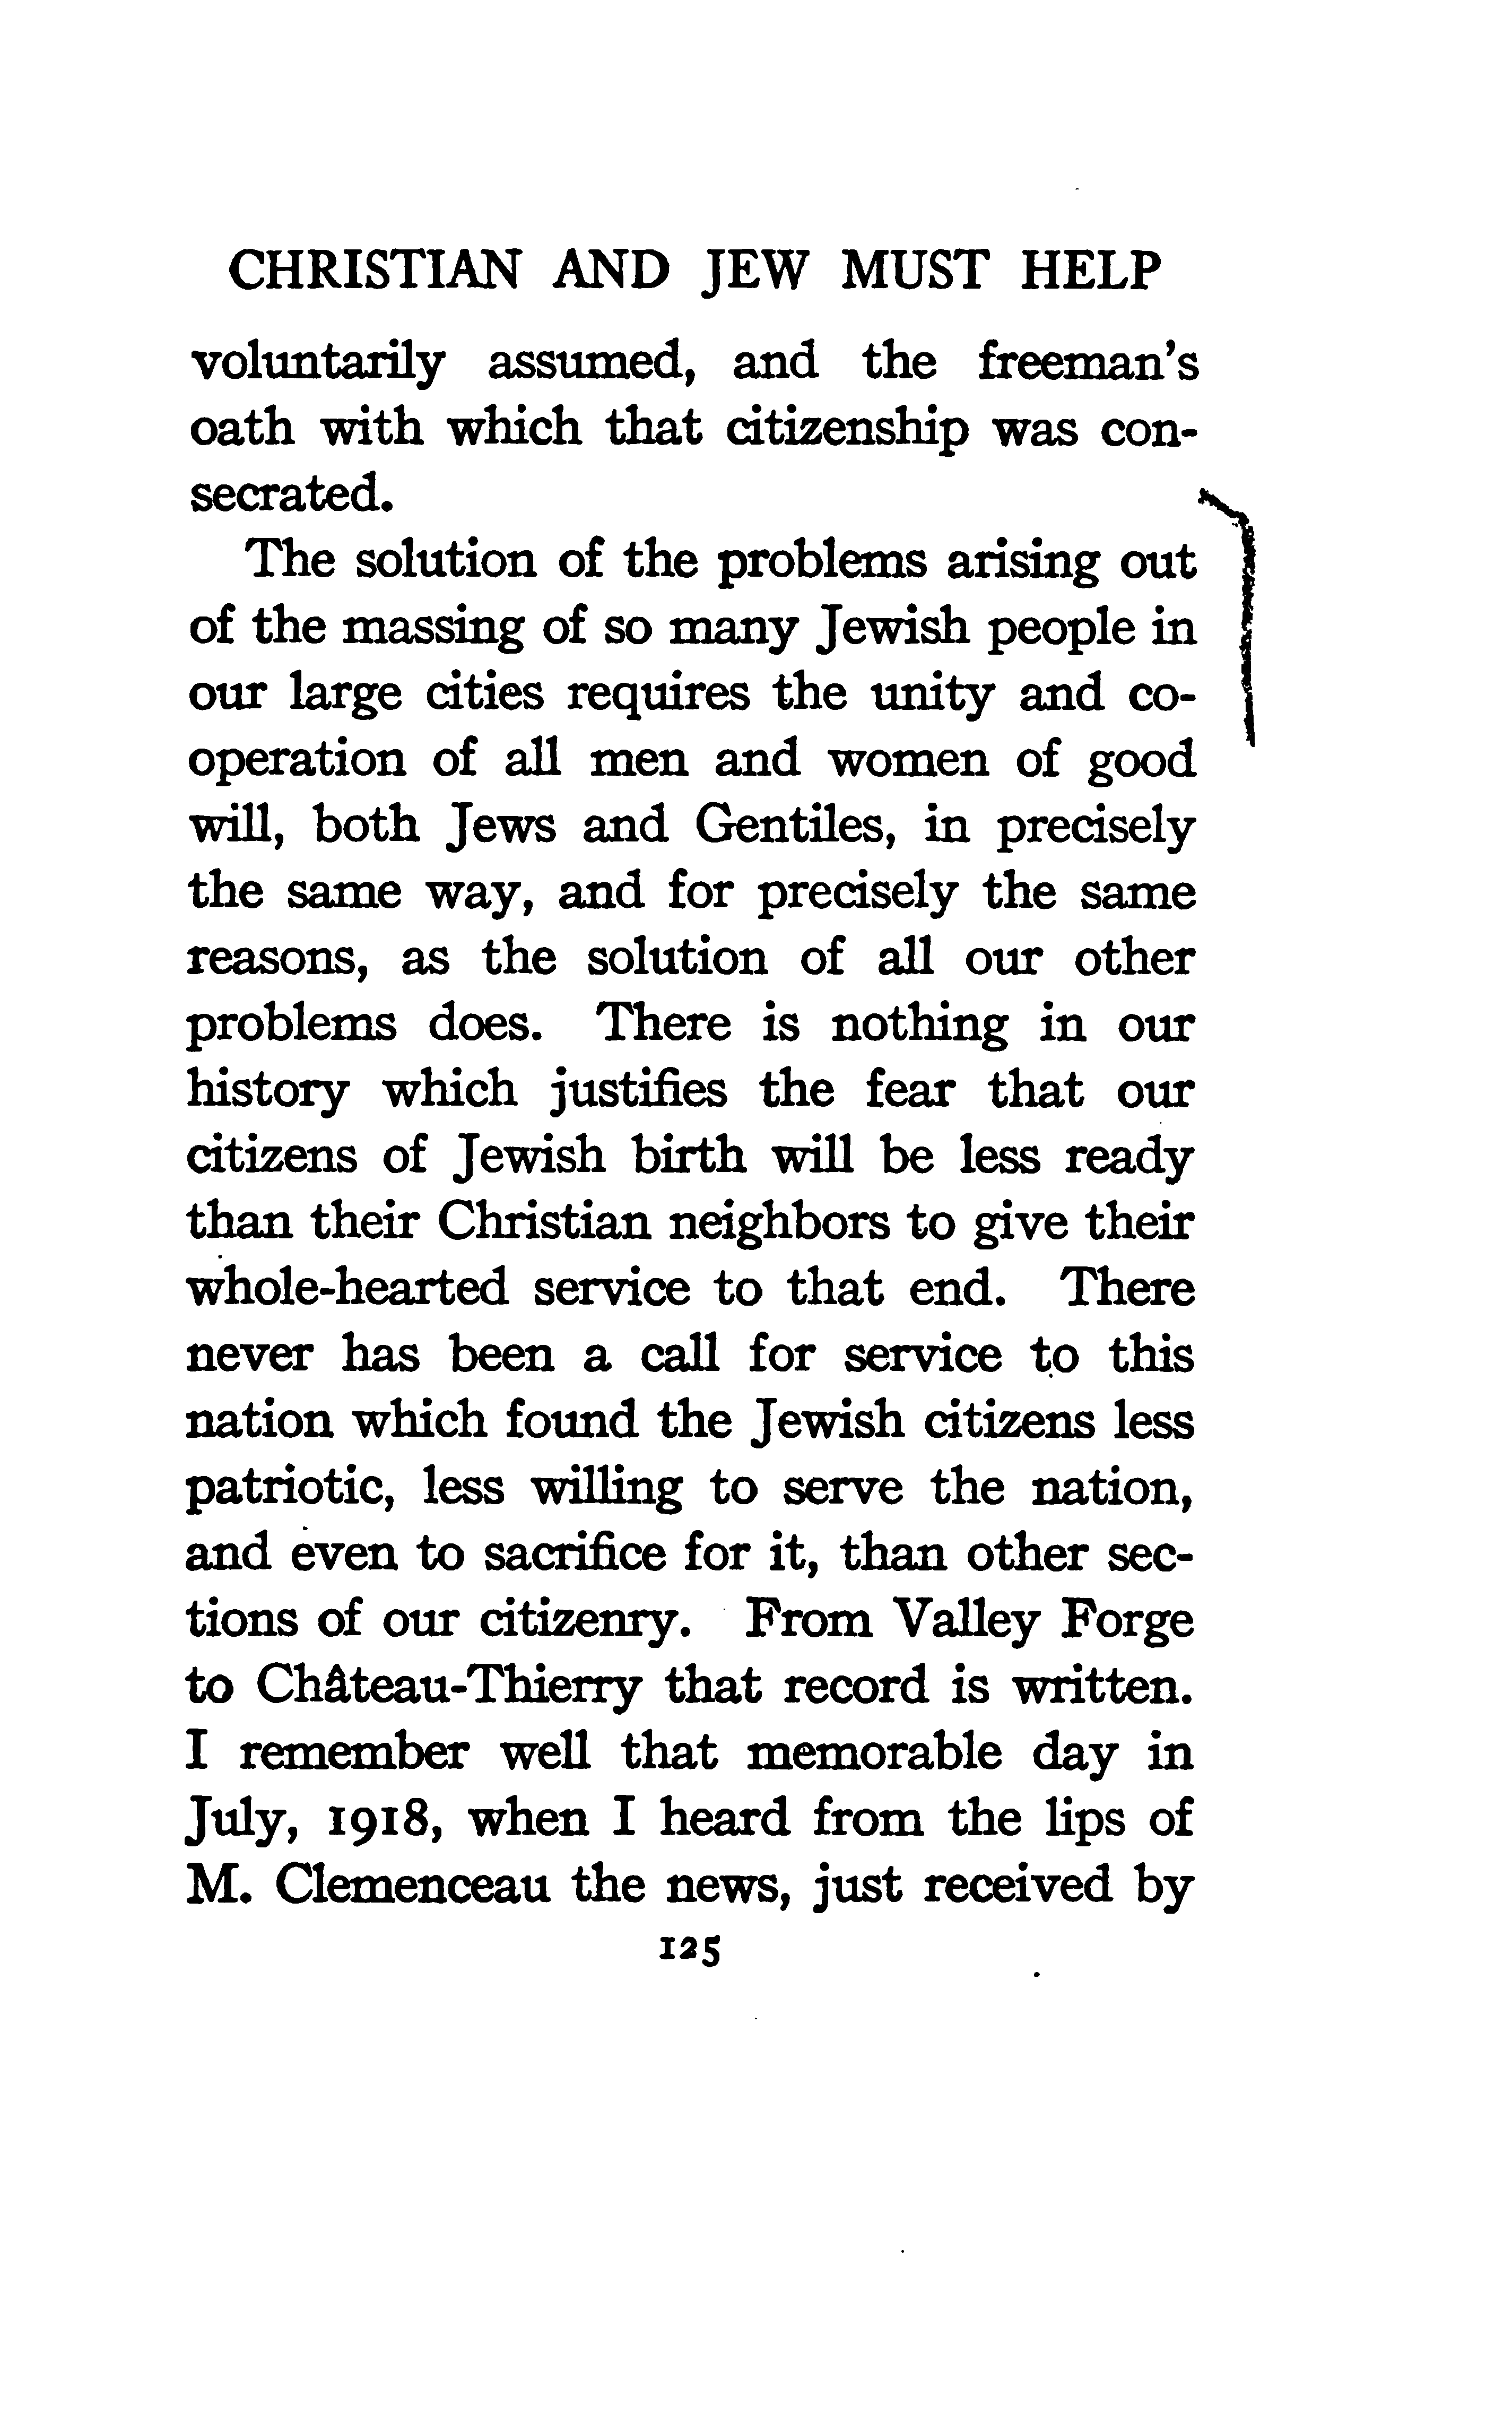 CHRISTIAN AND JEW MUST HELP
voluntarily assumed, and the freeman's
oath with which that citizenship was con-
secrated.
The solution of the problems arising out
of the massing of so many Jewish people in
our large cities requires the unity and co-
operation of all men and women of good
will, both Jews and Gentiles, in precisely
the same way, and for precisely the same
reasons, as the solution of all our other
problems does. There is nothing in our
history which justifies the fear that our
citizens of Jewish birth will be less ready
than their Christian neighbors to give their
whole-hearted service to that end. There
never has been a call for service to this
nation which found the Jewish citizens less
patriotic, less willing to serve the nation,
and even to sacrifice for it, than other sec-
tions of our citizenry. From Valley Forge
to Château-Thierry that record is written.
I remember well that memorable day in
July, 1918, when I heard from the lips of
M. Clemenceau the news, just received by
125